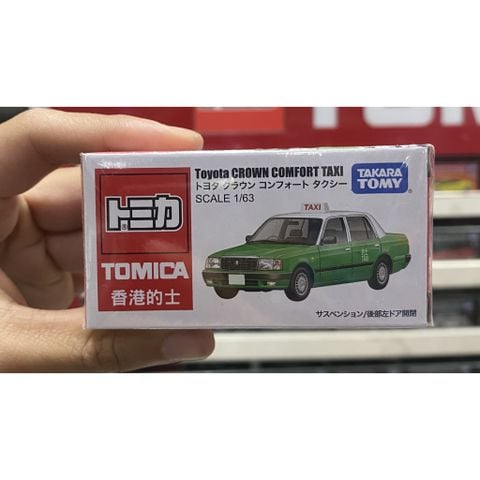 Toyota CROWN COMFORT TAXI
トヨタ クラウン コンフォート タクシー
SCALE 1/63
TAKARA
TOMY
トミカ
TOMICA
香港的士
TAXI
サスペンション/後部左ドア開閉